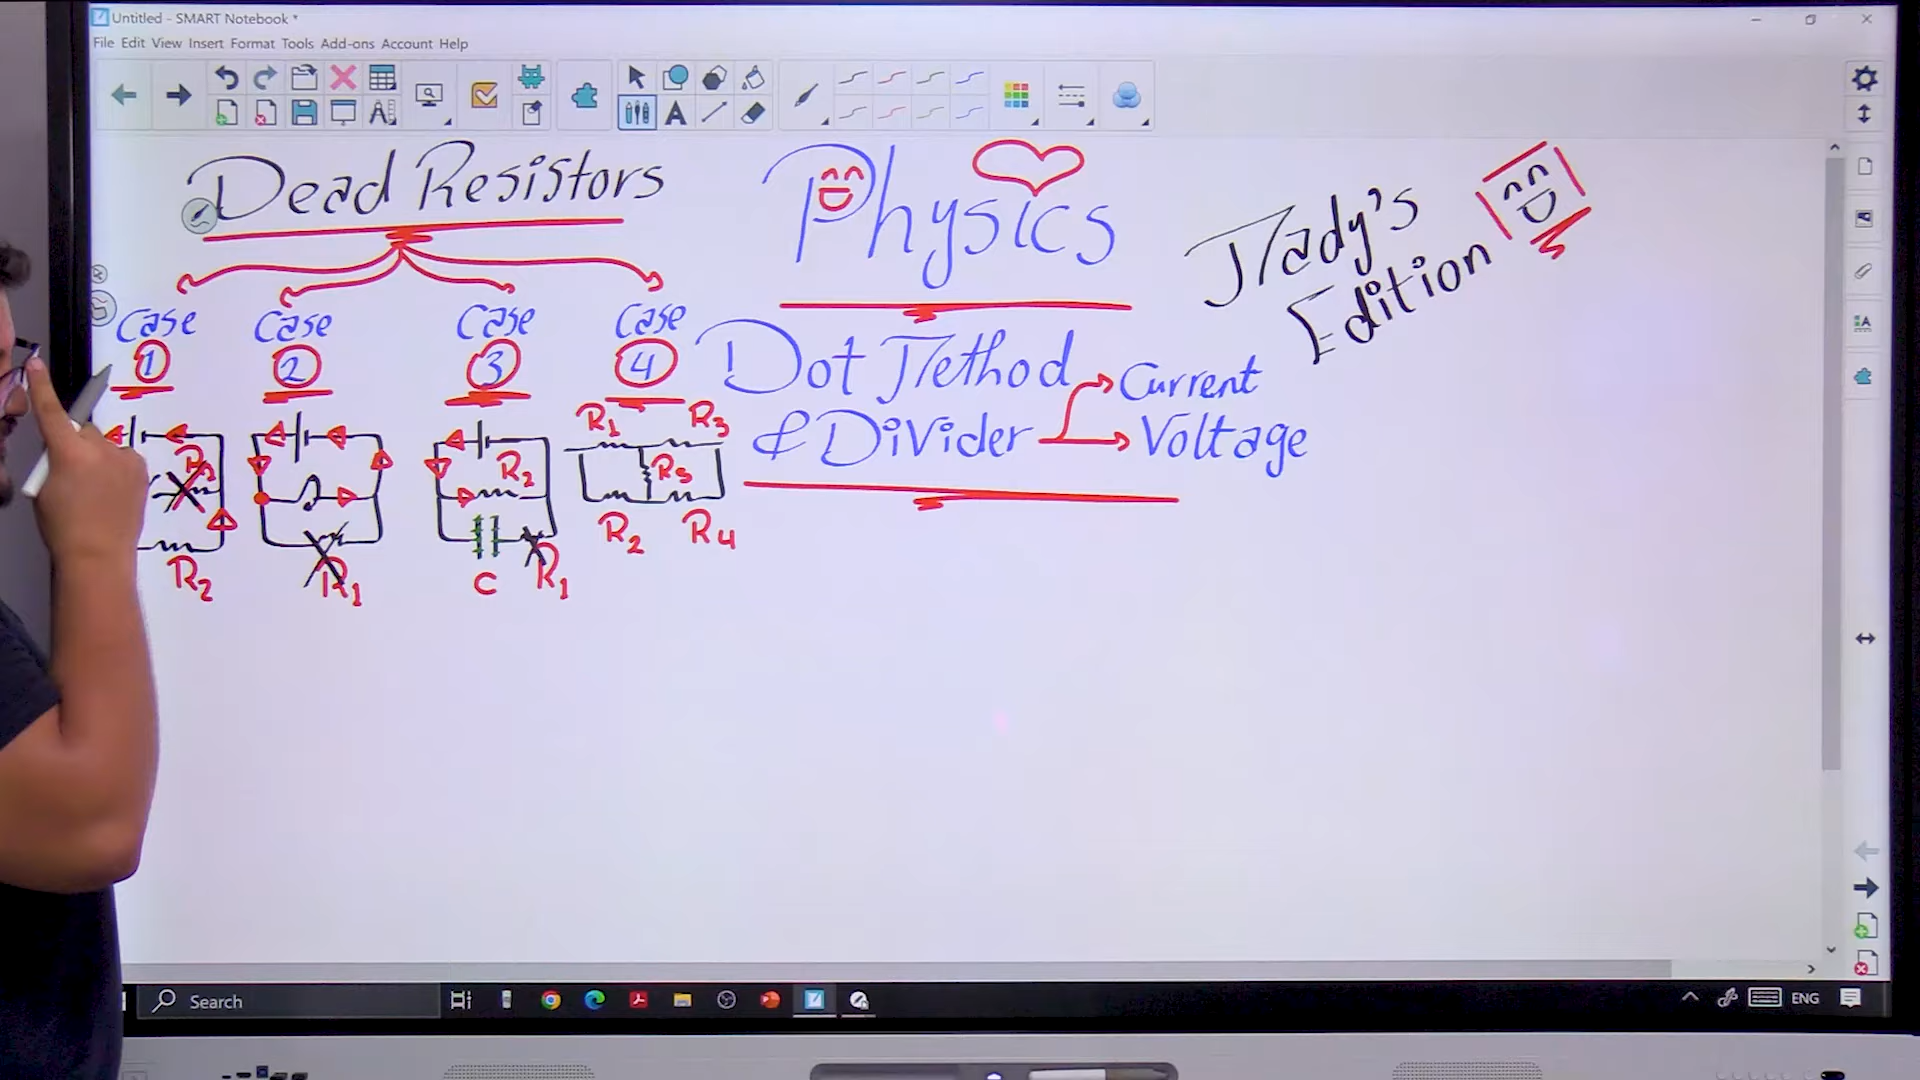 Untitled - SMART Notebook *
File Edit View Insert Format Tools Add-ons Account Help
Dead Resistors
Physics
Case
1
Case
2
Case
3
Case
4
Dot Method
& Divider
Current
Voltage
Edition
R2
R1
R2
C
R1
R1
R3
R5
R2
R4
Search
ENG